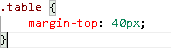 .table {
    margin-top: 40px;
}